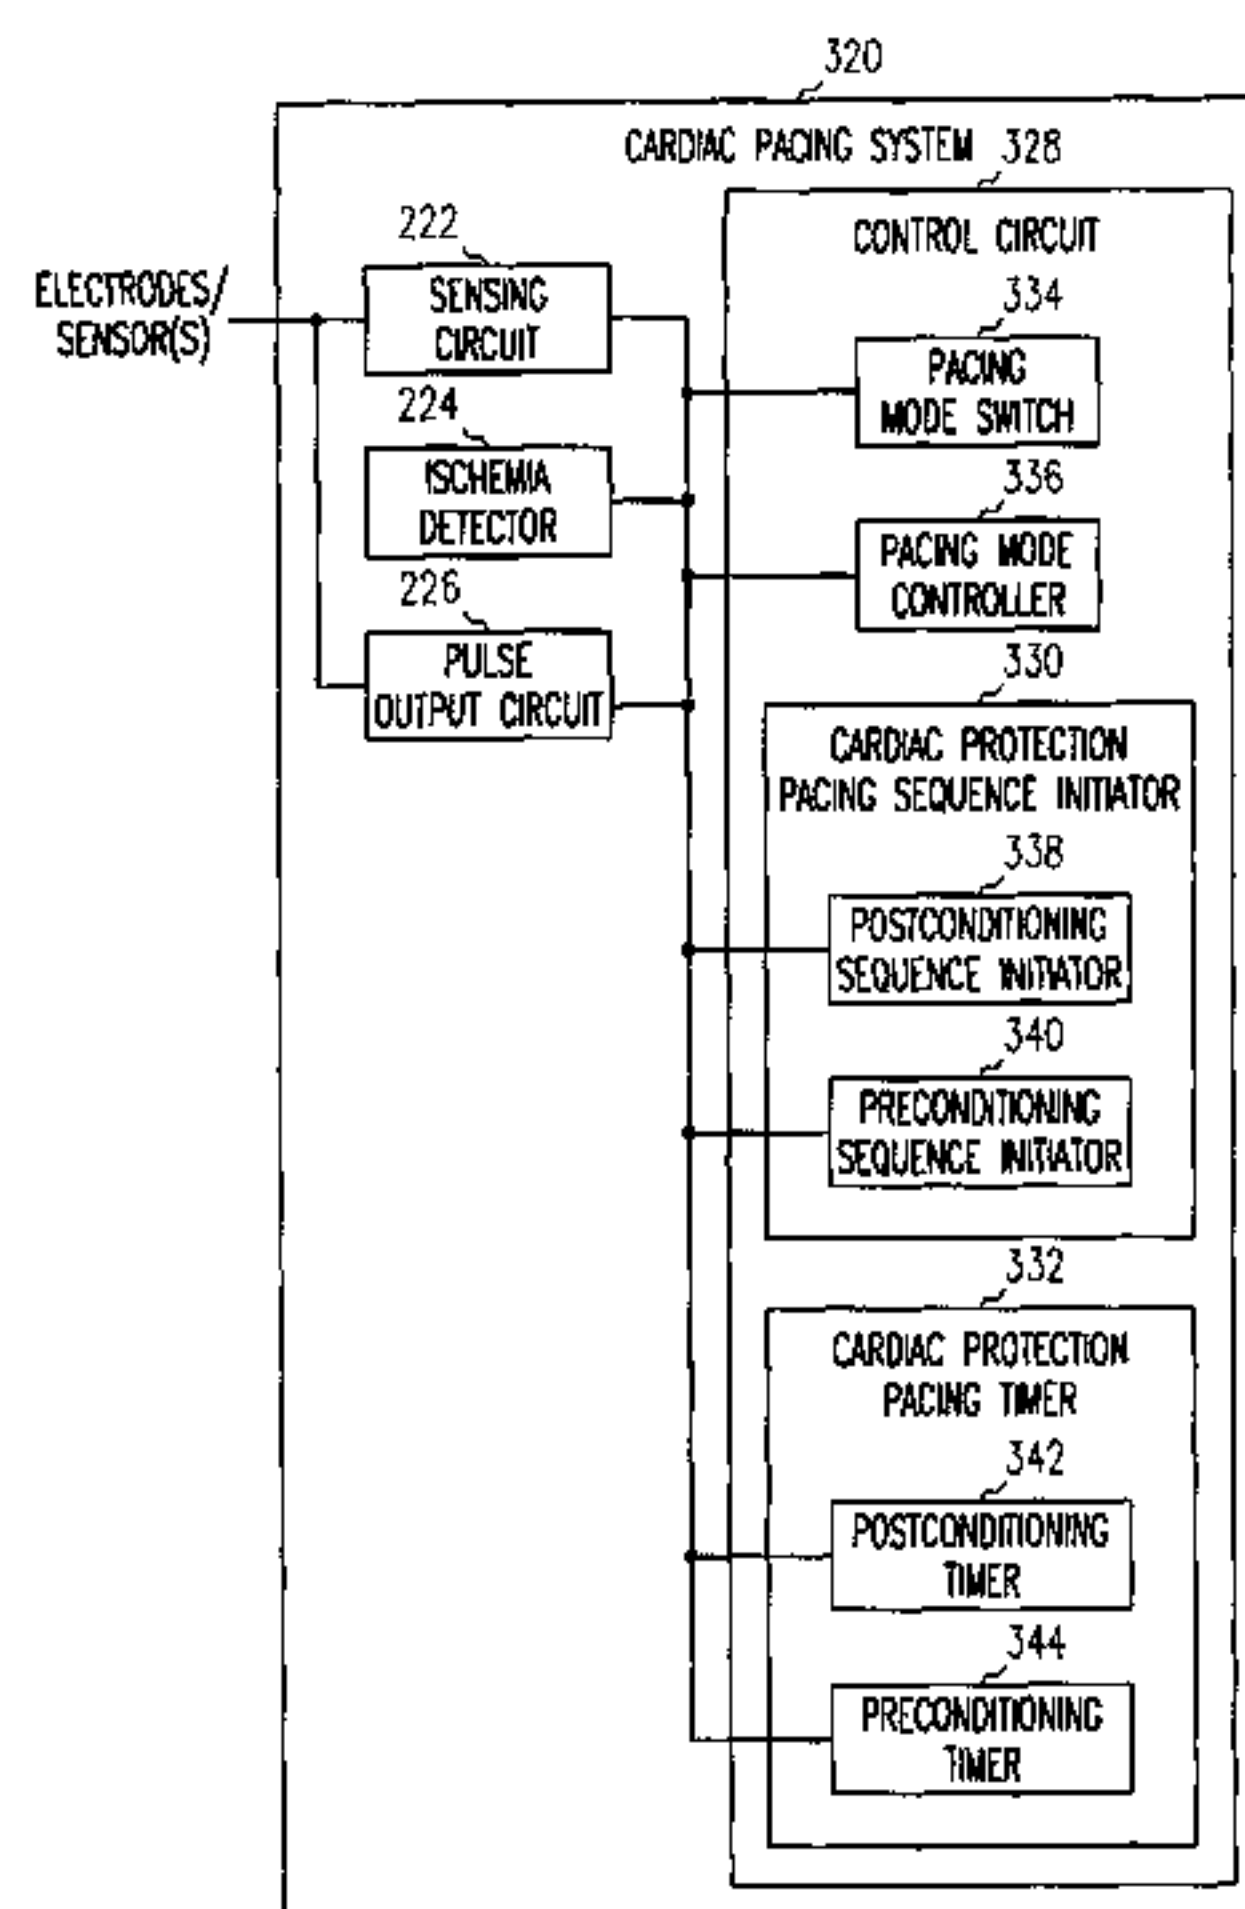 320
CARDIAC PACING SYSTEM
328
CONTROL CIRCUIT
ELECTRODES/
SENSOR(S)
222
SENSING
CIRCUIT
224
ISCHEMIA
DETECTOR
226
PULSE
OUTPUT CIRCUIT
334
PACING
MODE SWITCH
336
PACING MODE
CONTROLLER
330
CARDIAC PROTECTION
PACING SEQUENCE INITIATOR
338
POSTCONDITIONING
SEQUENCE INITIATOR
340
PRECONDITIONING
SEQUENCE INITIATOR
332
CARDIAC PROTECTION
PACING TIMER
342
POSTCONDITIONING
TIMER
344
PRECONDITIONING
TIMER